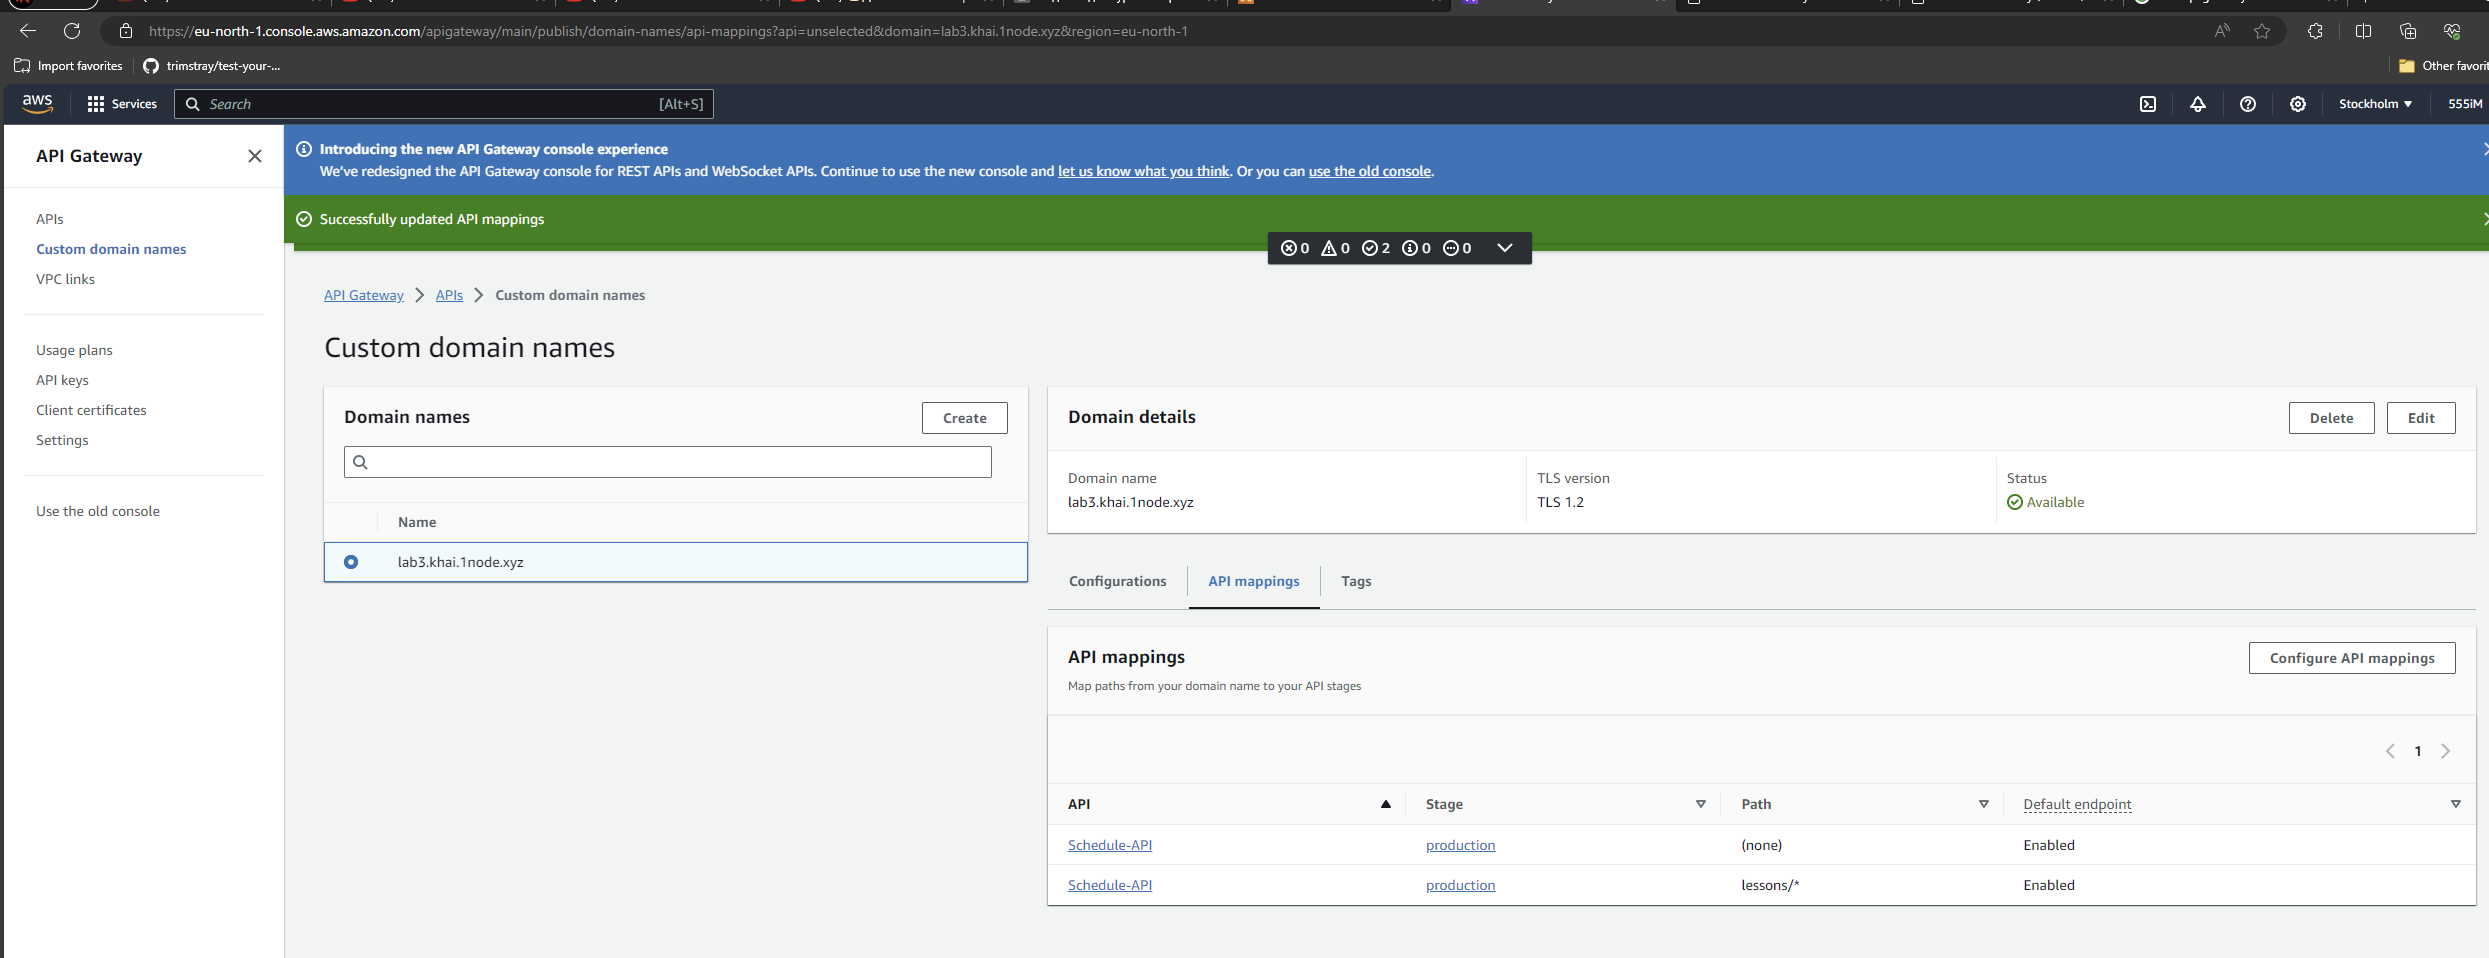 https://eu-north-1.console.aws.amazon.com/apigateway/main/publish/domain-names/api-mappings?api=unselected&domain=lab3.khai.1node.xyz&region=eu-north-1
Import favorites
trimstray/test-your-...
Other favorit
aws
Services
Search
[Alt+S]
Stockholm
555iM
API Gateway
Introducing the new API Gateway console experience
We've redesigned the API Gateway console for REST APIs and WebSocket APIs. Continue to use the new console and let us know what you think. Or you can use the old console.
APIs
Successfully updated API mappings
Custom domain names
0 0 2 0 0
VPC links
API Gateway
APIs
Custom domain names
Custom domain names
Usage plans
API keys
Client certificates
Settings
Use the old console
Domain names
Create
Name
lab3.khai.1node.xyz
Domain details
Delete
Edit
Domain name
TLS version
Status
lab3.khai.1node.xyz
TLS 1.2
Available
Configurations
API mappings
Tags
API mappings
Configure API mappings
Map paths from your domain name to your API stages
1
API
Stage
Path
Default endpoint
Schedule-API
production
(none)
Enabled
Schedule-API
production
lessons/*
Enabled